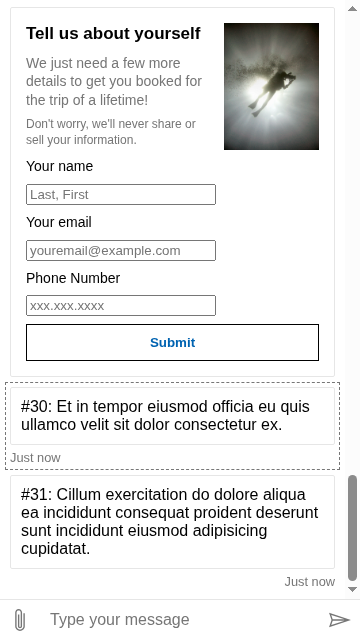 Tell us about yourself
We just need a few more
details to get you booked for
the trip of a lifetime!
Don't worry, we'll never share or
sell your information.
Your name
Last, First
Your email
youremail@example.com
Phone Number
xxx.xxx.xxxx
Submit
#30: Et in tempor eiusmod officia eu quis
ullamco velit sit dolor consectetur ex.
Just now
#31: Cillum exercitation do dolore aliqua
ea incididunt consequat proident deserunt
sunt incididunt eiusmod adipisicing
cupidatat.
Just now
Type your message